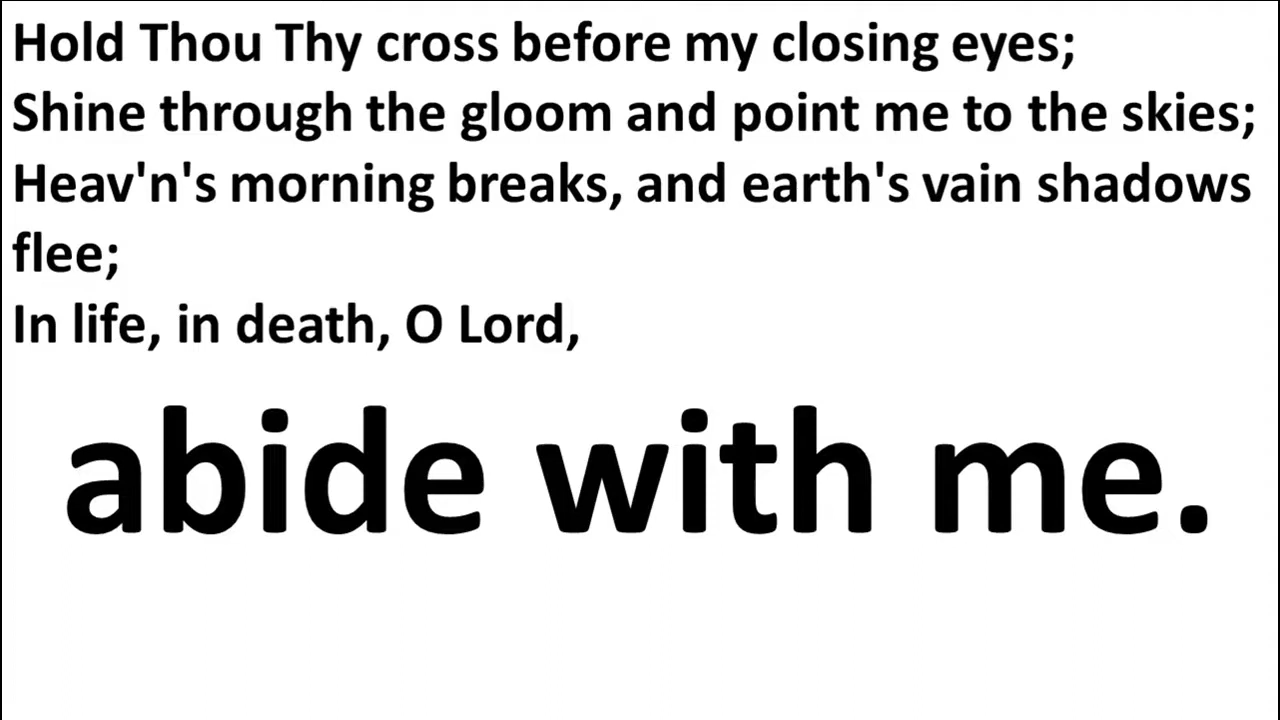 Hold Thou Thy cross before my closing eyes;
Shine through the gloom and point me to the skies;
Heav'n's morning breaks, and earth's vain shadows
flee;
In life, in death, O Lord,
abide with me.